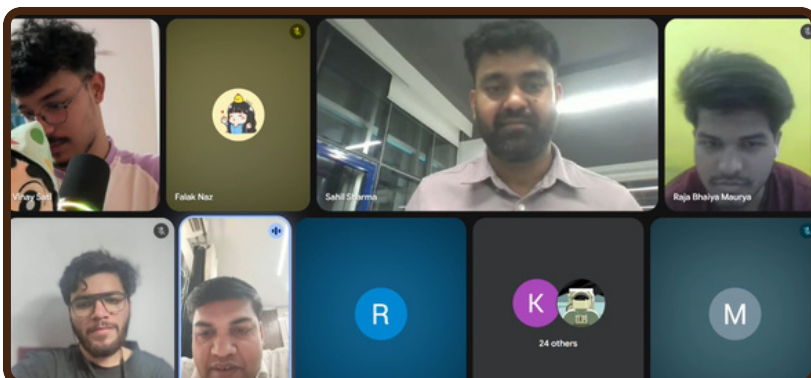 Vinay Sati
Falak Naz
Sahil Sharma
Raja Bhaiya Maurya
R
K
24 others
M